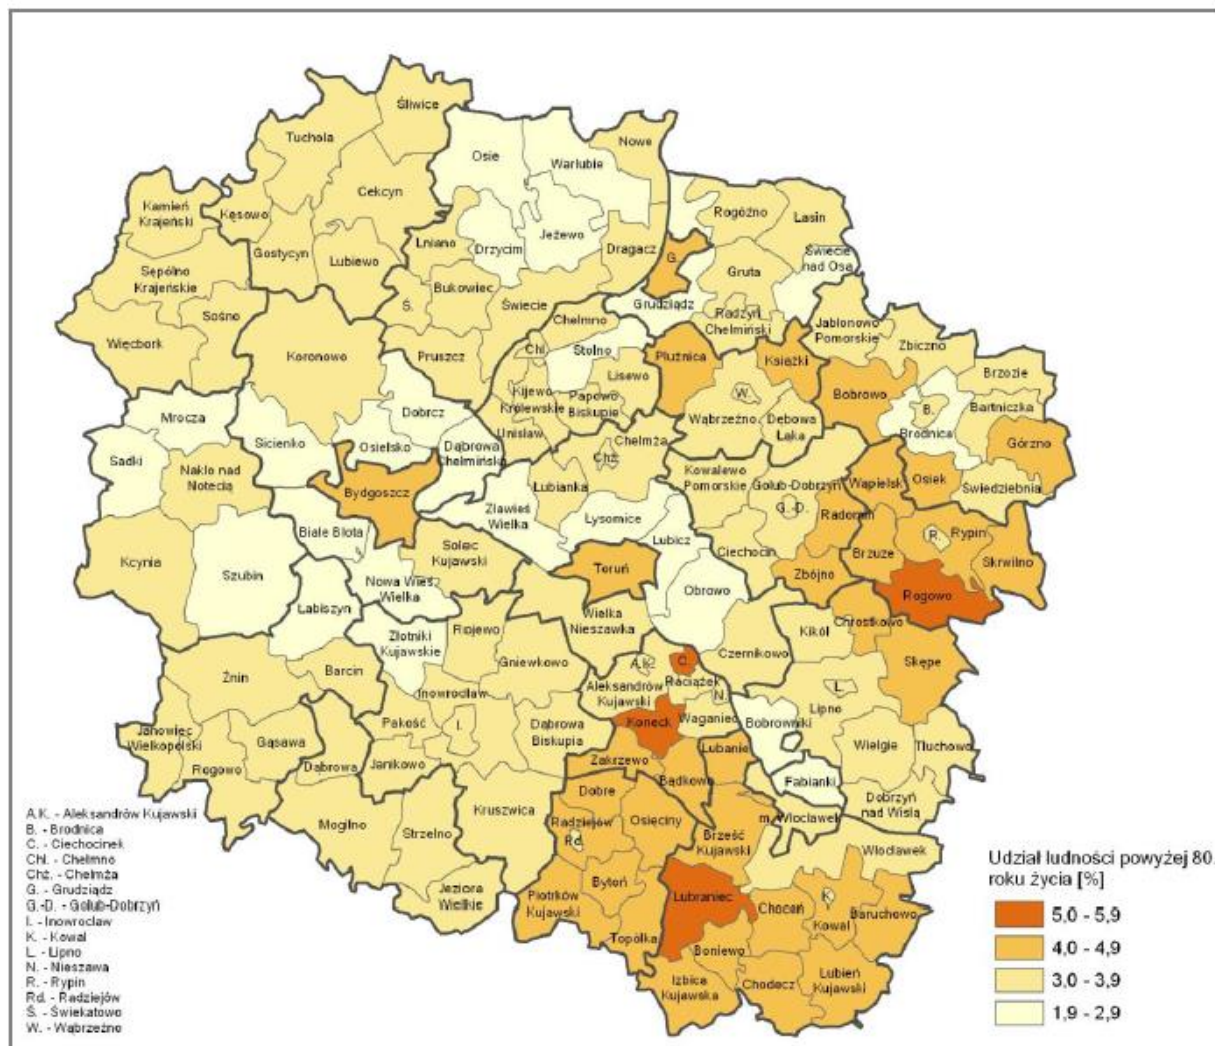 Śliwice
Tuchola
Nowe
Osie
Warlubie
Cekcyn
Kamień
Krajeński
Kęsowo
Rogóźno
Lasin
Lniano
Drzycim
Jeżewo
Dragacz
Gostycyn
Lubiewo
G.
Gruta
Świecie
nad Osą
Sępólno
Krajeńskie
Bukowiec
Ś.
Świecie
Grudziądz
Sośno
Radzyń
Chełmiński
Chełmno
Jabłonowo
Pomorskie
Zbiczno
Więcbork
Koronowo
Pruszcz
Chł.
Stolno
Płużnica
Książki
Brzozie
Lisewo
Bobrowo
Kijewo
Królewskie
Papowo
Biskupie
W.
B.
Bartniczka
Mrocza
Dobrcz
Wąbrzeźno
Dębowa
Łąka
Brodnica
Górzno
Sicienko
Osielsko
Unisław
Chełmża
Dąbrowa
Chełmińska
Sadki
Chż.
Nakło nad
Notecią
Kowalewo
Pomorskie
Golub-Dobrzyń
Wąpielsk
Osiek
Świedziebnia
Bydgoszcz
Łubianka
G.-D.
Radomin
Zławieś
Wielka
Łysomice
Białe Błota
Lubicz
Ciechocin
Brzuze
R.
Rypin
Solec
Kujawski
Kcynia
Szubin
Skrwilno
Nowa Wieś
Wielka
Toruń
Zbójno
Rogowo
Łabiszyn
Obrowo
Wielka
Nieszawka
Kikół
Chrostkowo
Złotniki
Kujawskie
Rojewo
Gniewkowo
Czernikowo
A.K.
C.
Skępe
Żnin
Barcin
Raciążek
Aleksandrów
Kujawski
N.
L.
Inowrocław
Lipno
Pakość
I.
Dąbrowa
Biskupia
Koneck
Waganiec
Bobrowniki
Janowiec
Wielkopolski
Gąsawa
Wielgie
Tłuchowo
Rogowo
Dąbrowa
Janikowo
Zakrzewo
Lubanie
Bądkowo
Fabianki
Dobre
Kruszwica
Dobrzyń
nad Wisłą
Mogilno
Strzelno
Radziejów
Osięciny
m. Włocławek
Rd.
Brześć
Kujawski
Włocławek
Jeziora
Wielkie
Bytoń
Piotrków
Kujawski
Lubraniec
Choceń
K.
Kowal
Baruchowo
Topólka
Boniewo
Izbica
Kujawska
Chodecz
Lubień
Kujawski
A.K. - Aleksandrów Kujawski
B. - Brodnica
C. - Ciechocinek
Chł. - Chełmno
Chż. - Chełmża
G. - Grudziądz
G.-D. - Golub-Dobrzyń
I. - Inowrocław
K. - Kowal
L. - Lipno
N. - Nieszawa
R. - Rypin
Rd. - Radziejów
Ś. - Świekatowo
W. - Wąbrzeźno
Udział ludności powyżej 80.
roku życia [%]
5,0 - 5,9
4,0 - 4,9
3,0 - 3,9
1,9 - 2,9